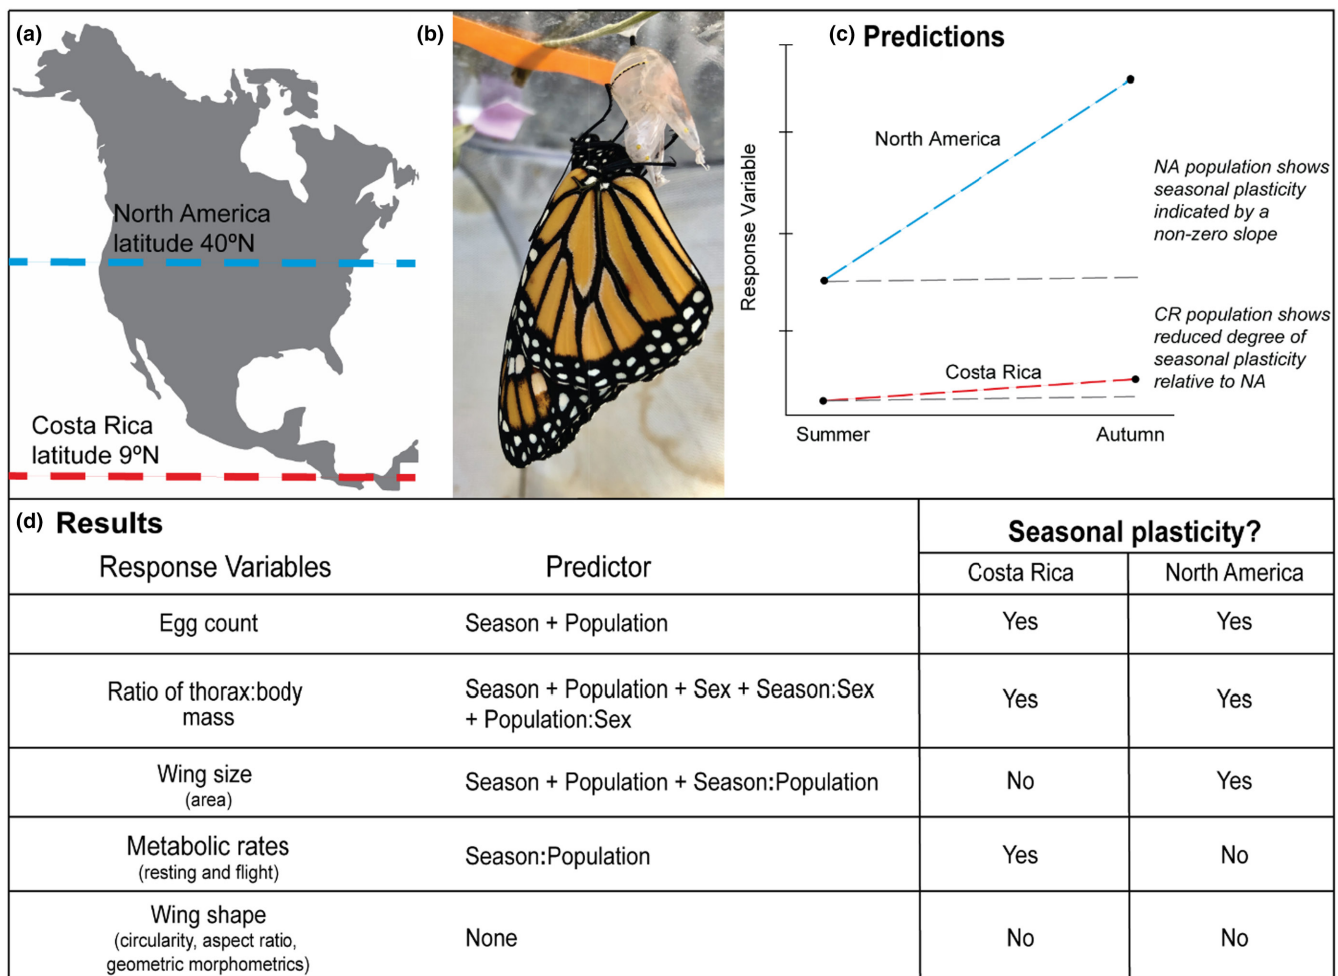 (a)
North America
latitude 40ºN
Costa Rica
latitude 9ºN
(b)
(c) Predictions
Response Variable
North America
Costa Rica
Summer
Autumn
NA population shows
seasonal plasticity
indicated by a
non-zero slope
CR population shows
reduced degree of
seasonal plasticity
relative to NA
(d) Results
Seasonal plasticity?
Response Variables
Predictor
Costa Rica
North America
Egg count
Season + Population
Yes
Yes
Ratio of thorax:body
mass
Season + Population + Sex + Season:Sex
+ Population:Sex
Yes
Yes
Wing size
(area)
Season + Population + Season:Population
No
Yes
Metabolic rates
(resting and flight)
Season:Population
Yes
No
Wing shape
(circularity, aspect ratio,
geometric morphometrics)
None
No
No